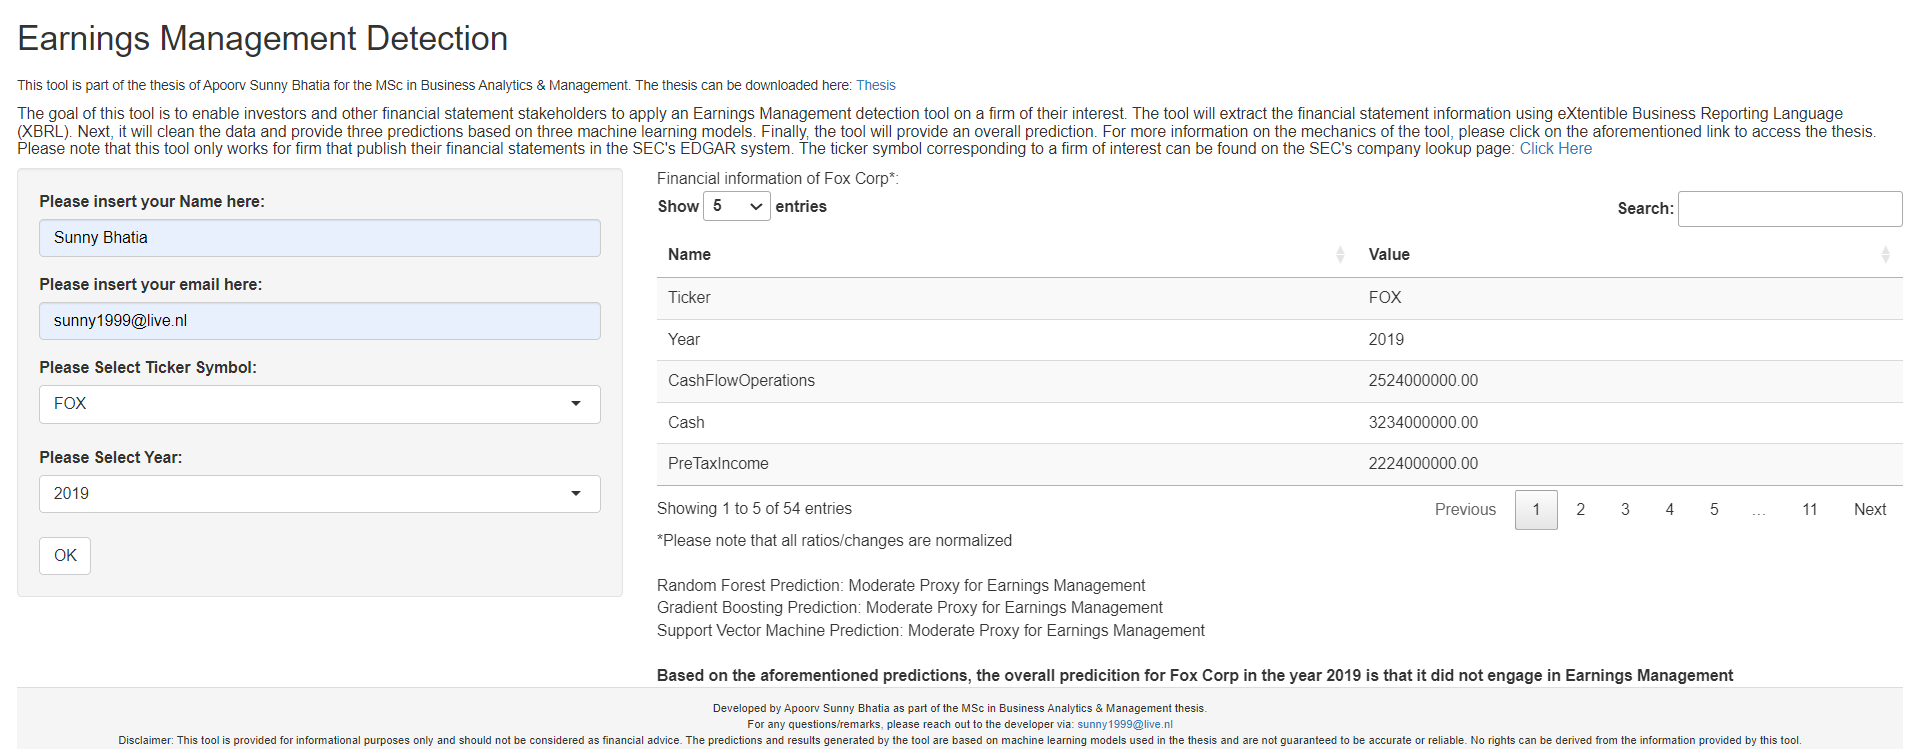 Earnings Management Detection
This tool is part of the thesis of Apoorv Sunny Bhatia for the MSc in Business Analytics & Management. The thesis can be downloaded here: Thesis
The goal of this tool is to enable investors and other financial statement stakeholders to apply an Earnings Management detection tool on a firm of their interest. The tool will extract the financial statement information using eXtentible Business Reporting Language
(XBRL). Next, it will clean the data and provide three predictions based on three machine learning models. Finally, the tool will provide an overall prediction. For more information on the mechanics of the tool, please click on the aforementioned link to access the thesis.
Please note that this tool only works for firm that publish their financial statements in the SEC's EDGAR system. The ticker symbol corresponding to a firm of interest can be found on the SEC's company lookup page: Click Here
Please insert your Name here:
Sunny Bhatia
Please insert your email here:
sunny1999@live.nl
Please Select Ticker Symbol:
FOX
Please Select Year:
2019
OK
Financial information of Fox Corp*:
Show 5 entries
Search:
Name Value
Ticker FOX
Year 2019
CashFlowOperations 2524000000.00
Cash 3234000000.00
PreTaxIncome 2224000000.00
Showing 1 to 5 of 54 entries
Previous 1 2 3 4 5 … 11 Next
*Please note that all ratios/changes are normalized
Random Forest Prediction: Moderate Proxy for Earnings Management
Gradient Boosting Prediction: Moderate Proxy for Earnings Management
Support Vector Machine Prediction: Moderate Proxy for Earnings Management
Based on the aforementioned predictions, the overall predicition for Fox Corp in the year 2019 is that it did not engage in Earnings Management
Developed by Apoorv Sunny Bhatia as part of the MSc in Business Analytics & Management thesis.
For any questions/remarks, please reach out to the developer via: sunny1999@live.nl
Disclaimer: This tool is provided for informational purposes only and should not be considered as financial advice. The predictions and results generated by the tool are based on machine learning models used in the thesis and are not guaranteed to be accurate or reliable. No rights can be derived from the information provided by this tool.